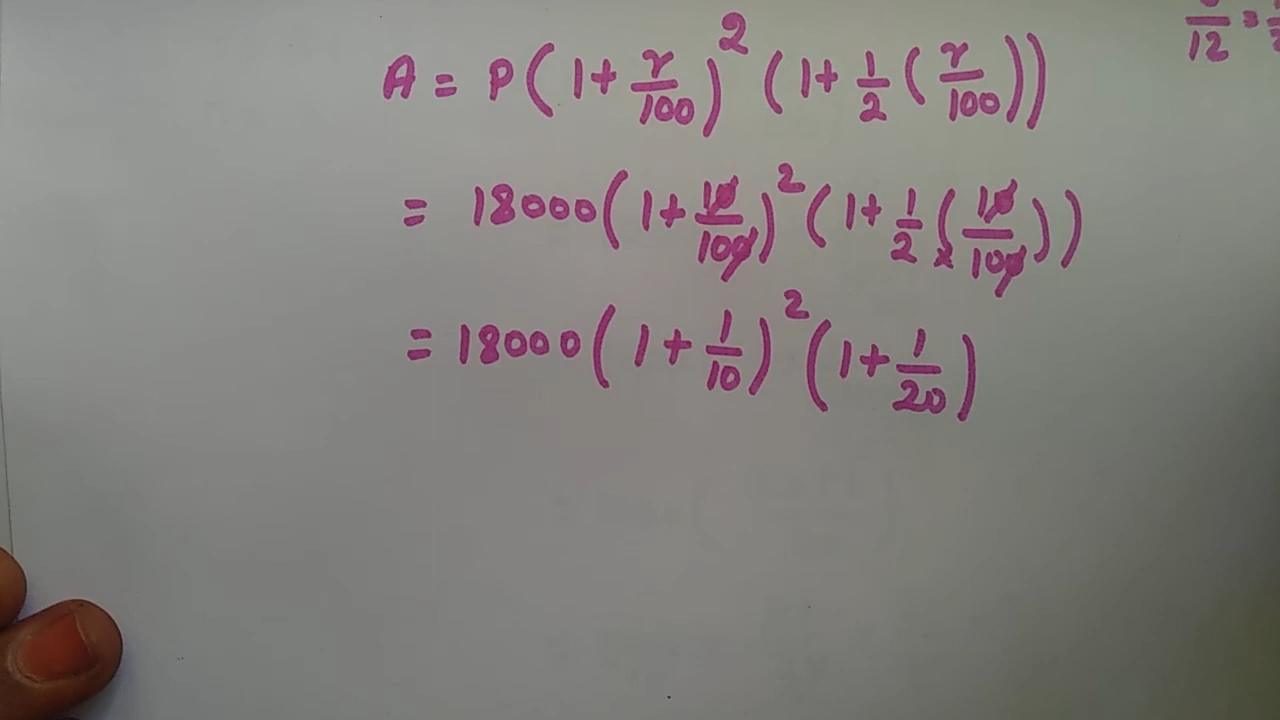 A = P(1+r/100)^2 (1+1/2(r/100))
= 18000(1+10/100)^2(1+1/2×(10/100))
= 18000(1+1/10)^2(1+1/20)
/12 =